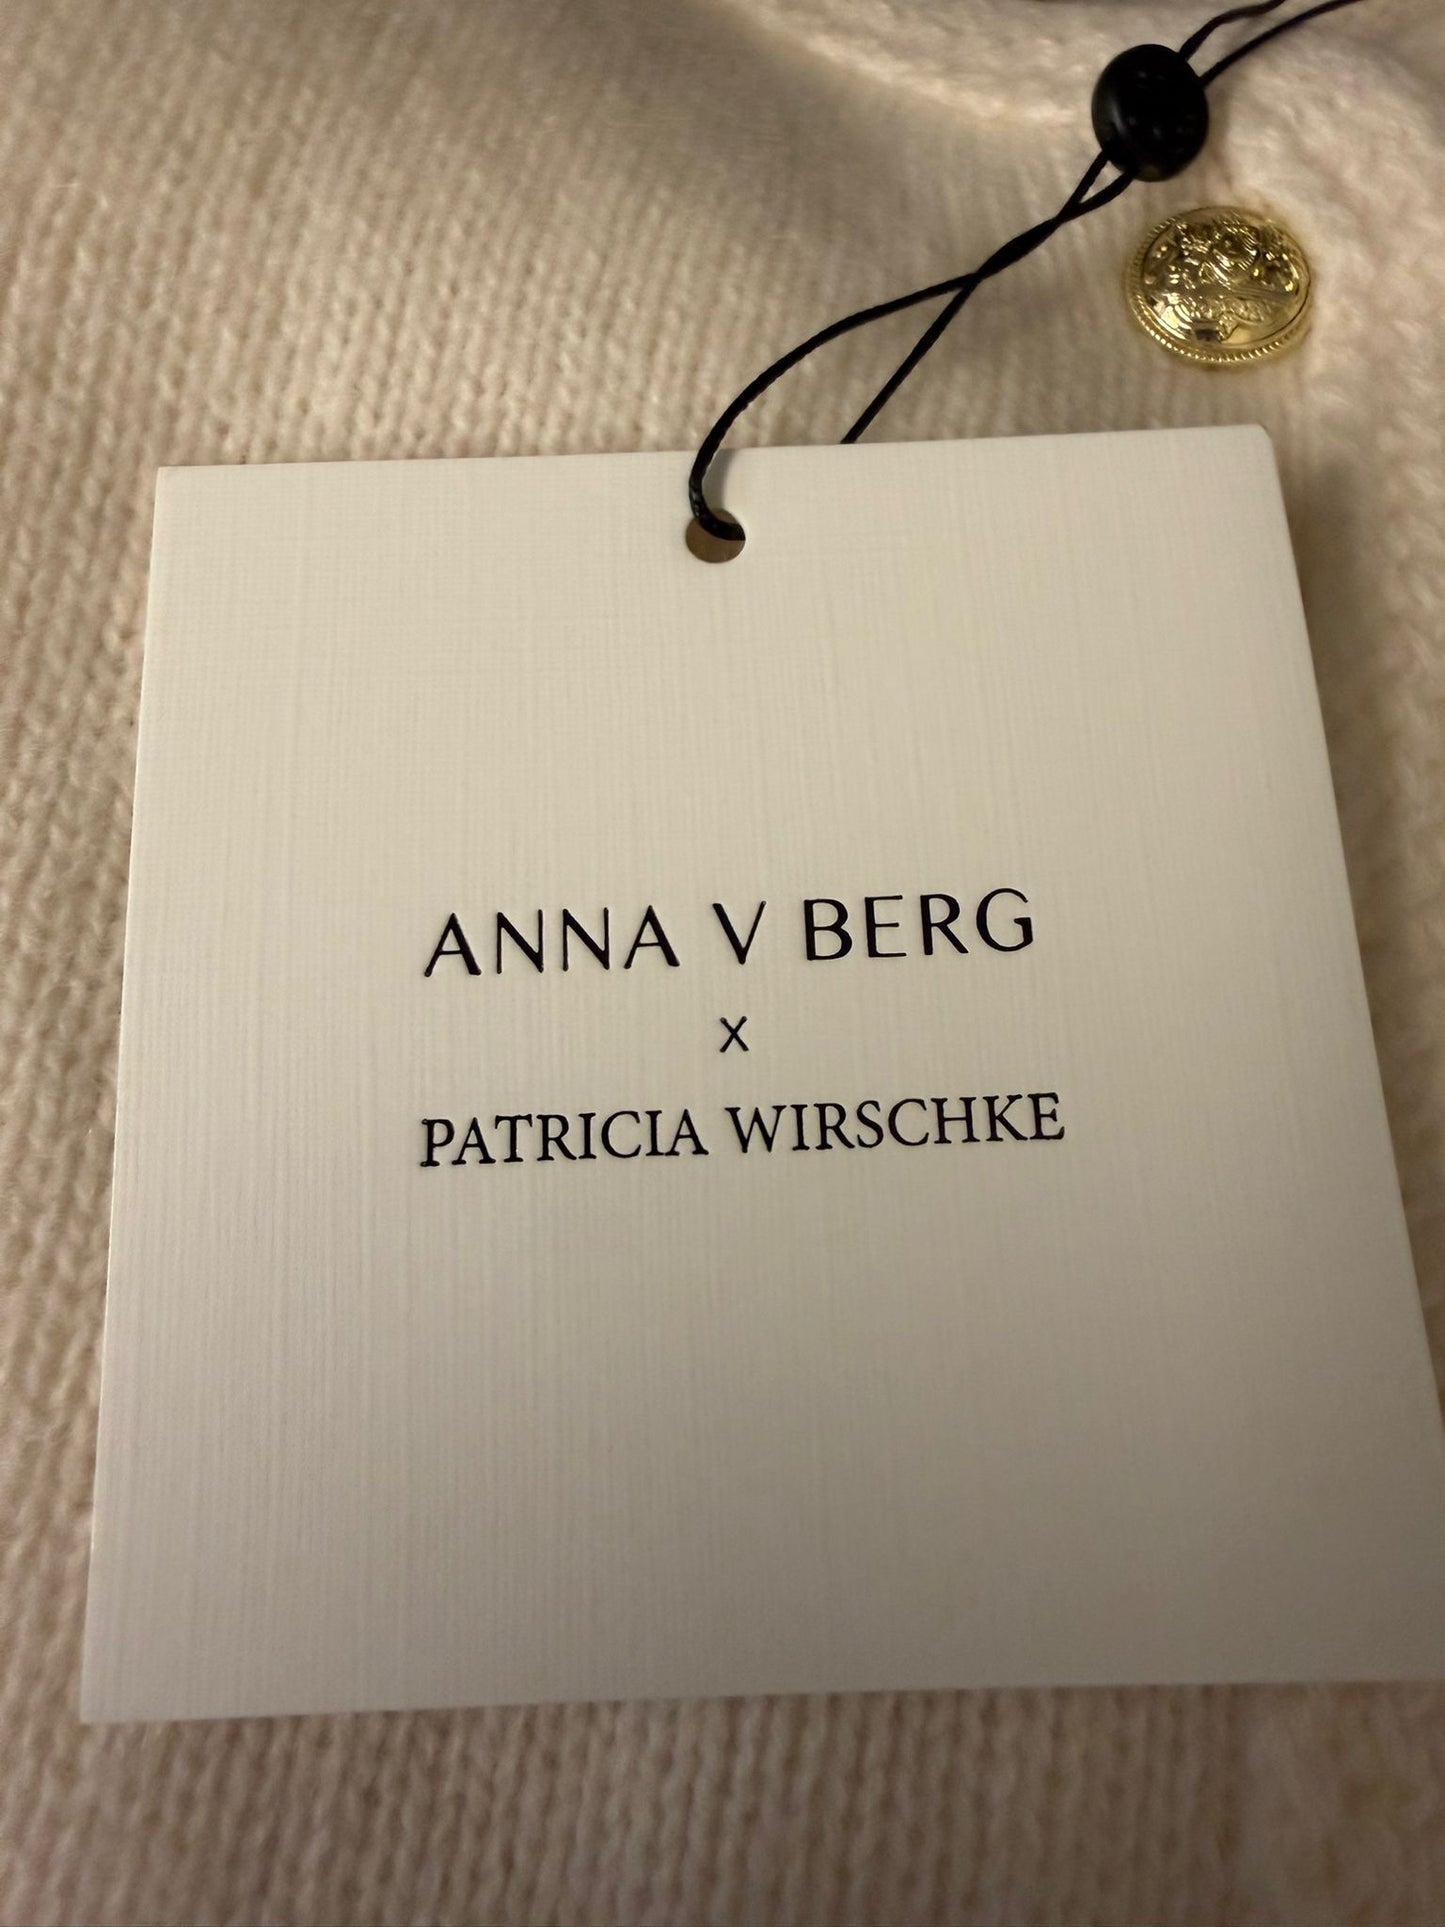 ANNA V BERG
x
PATRICIA WIRSCHKE